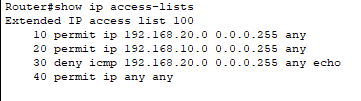 Router#show ip access-lists
Extended IP access list 100
10 permit ip 192.168.20.0 0.0.0.255 any
20 permit ip 192.168.10.0 0.0.0.255 any
30 deny icmp 192.168.20.0 0.0.0.255 any echo
40 permit ip any any